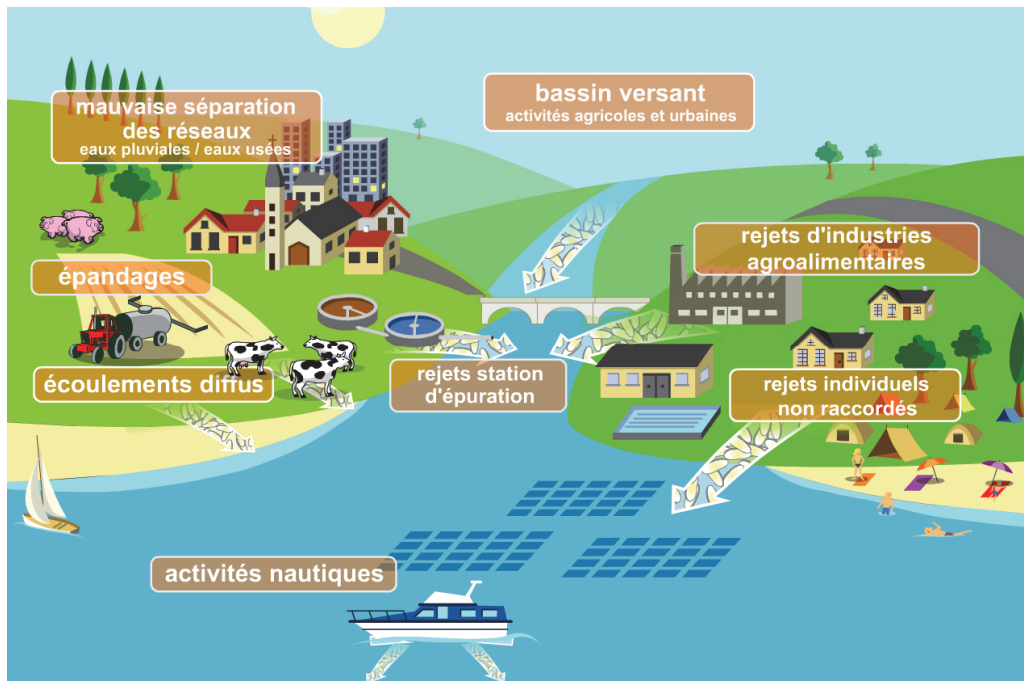 mauvaise séparation
des réseaux
eaux pluviales / eaux usées
bassin versant
activités agricoles et urbaines
rejets d'industries
agroalimentaires
épandages
écoulements diffus
rejets station
d'épuration
rejets individuels
non raccordés
activités nautiques